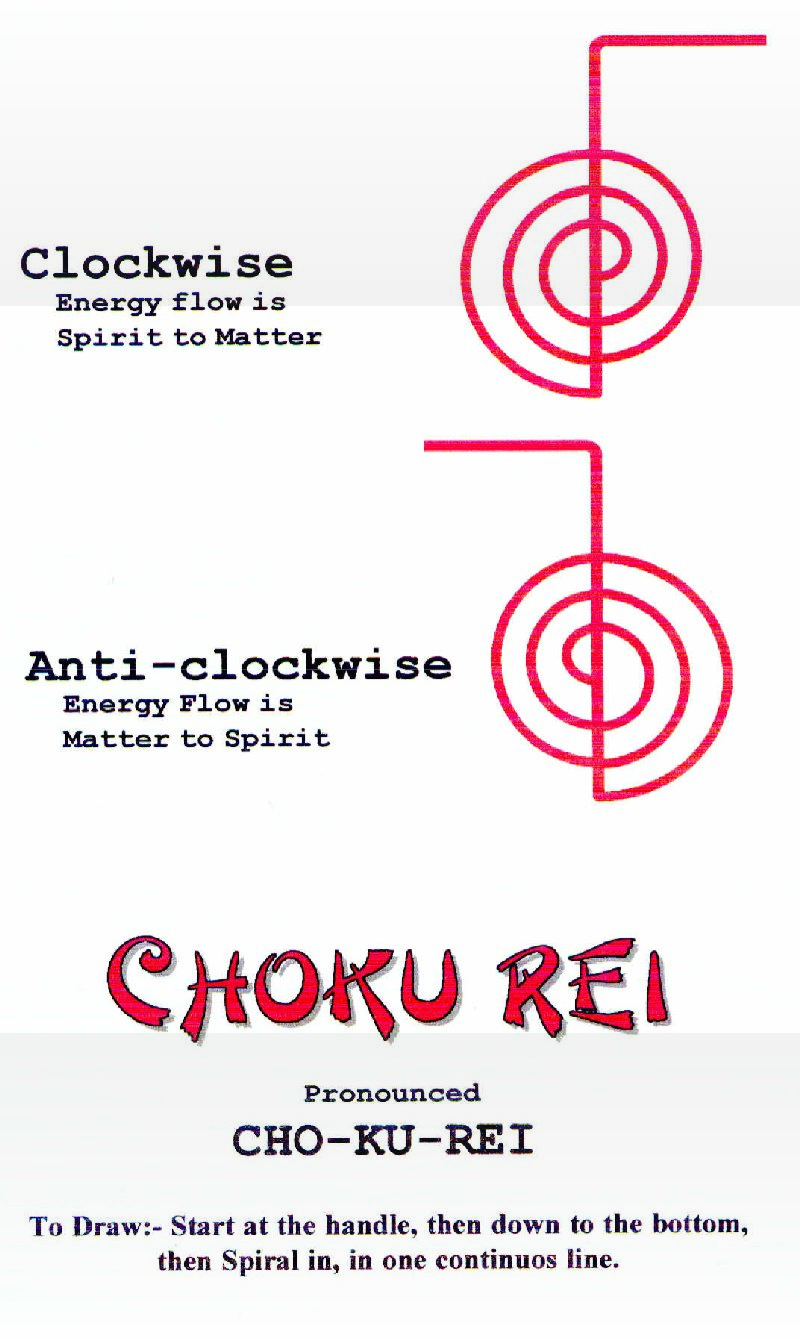 Clockwise
Energy flow is
Spirit to Matter
Anti-clockwise
Energy Flow is
Matter to Spirit
CHOKU REI
Pronounced
CHO-KU-REI
To Draw:- Start at the handle, then down to the bottom,
then Spiral in, in one continuos line.